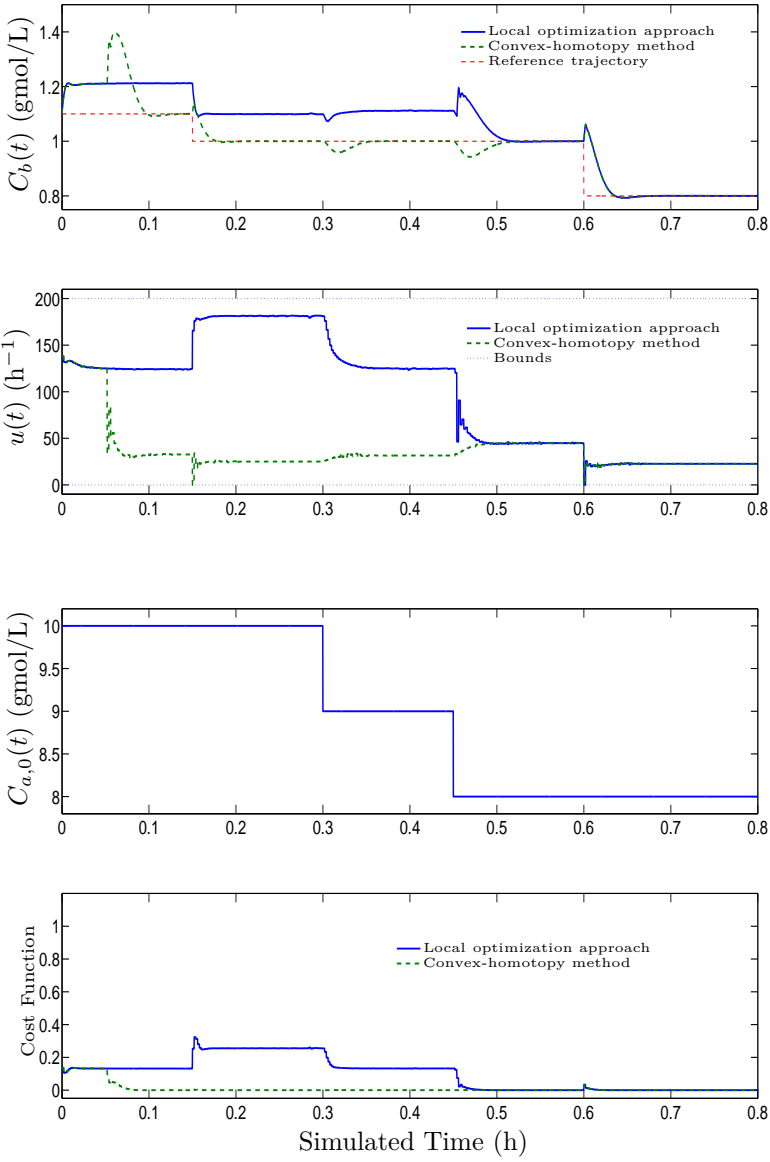 C_b(t) (gmol/L)
1.4
1.2
1
0.8
Local optimization approach
Convex-homotopy method
Reference trajectory
0 0.1 0.2 0.3 0.4 0.5 0.6 0.7 0.8
u(t) (h^{-1})
200
150
100
50
0
Local optimization approach
Convex-homotopy method
Bounds
0 0.1 0.2 0.3 0.4 0.5 0.6 0.7 0.8
C_{a,0}(t) (gmol/L)
10
9.5
9
8.5
8
0 0.1 0.2 0.3 0.4 0.5 0.6 0.7 0.8
Cost Function
1
0.8
0.6
0.4
0.2
0
Local optimization approach
Convex-homotopy method
0 0.1 0.2 0.3 0.4 0.5 0.6 0.7 0.8
Simulated Time (h)